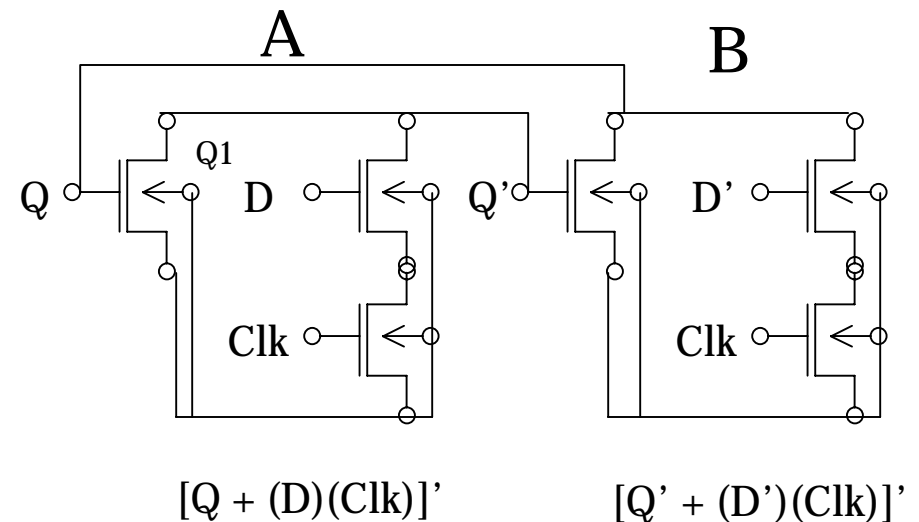 A
B
Q1
Q
D
Q’
D’
Clk
Clk
[Q + (D)(Clk)]’
[Q’ + (D’)(Clk)]’